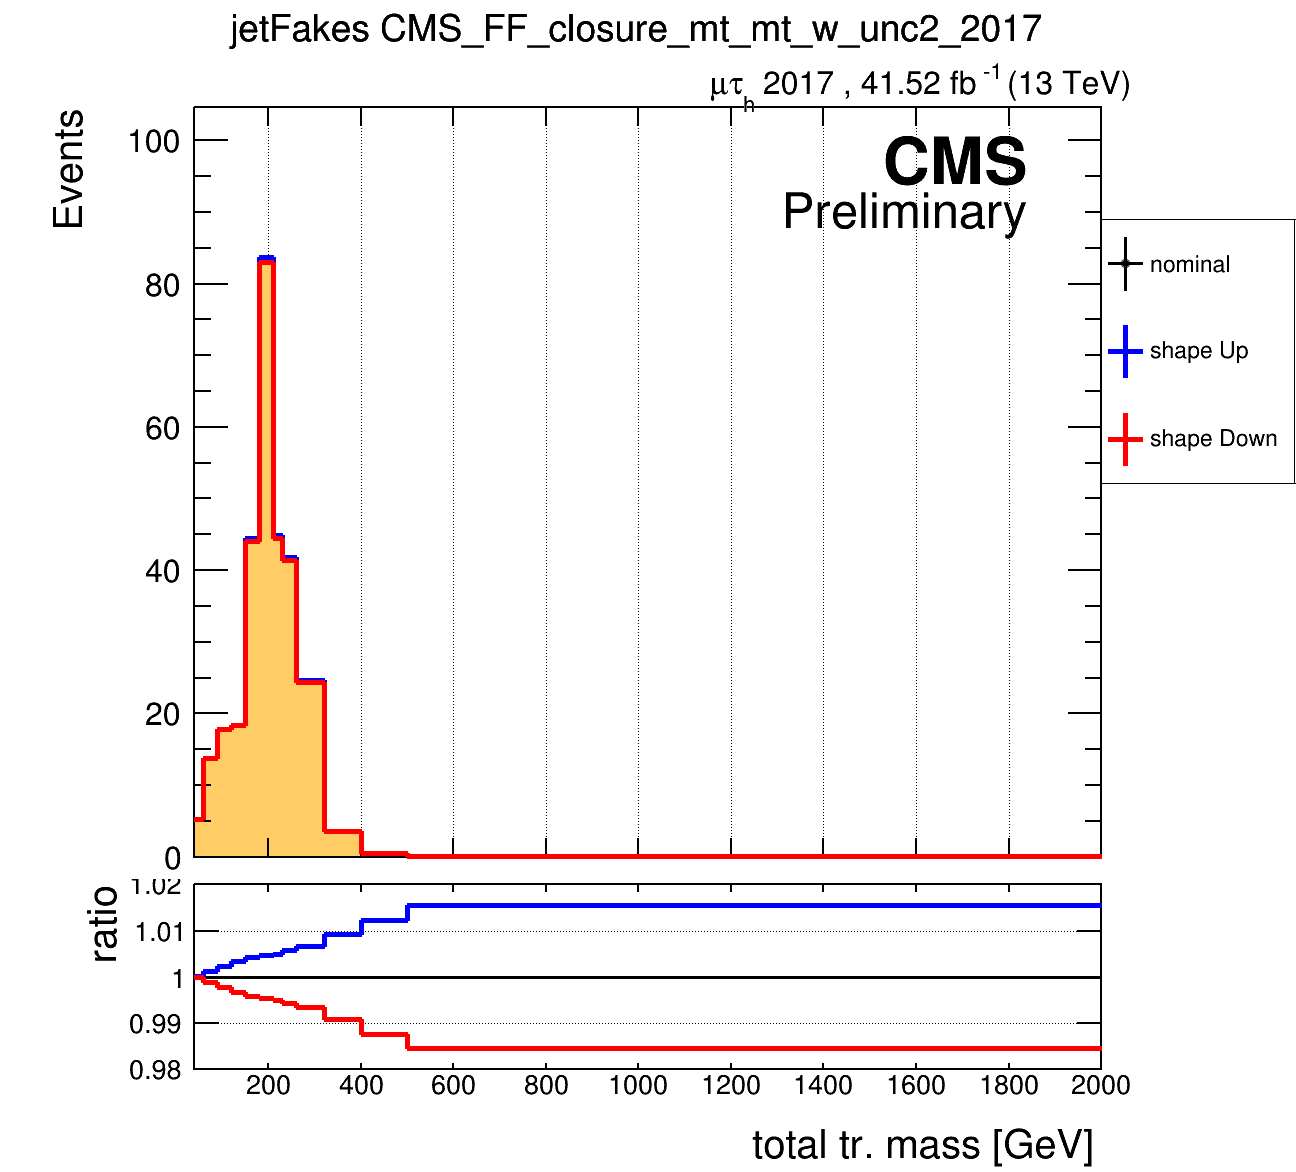 jetFakes CMS_FF_closure_mt_mt_w_unc2_2017
μτh 2017 , 41.52 fb-1 (13 TeV)
Events
CMS
Preliminary
100
80
60
40
20
0
nominal
shape Up
shape Down
ratio
1.02
1.01
1
0.99
0.98
200 400 600 800 1000 1200 1400 1600 1800 2000
total tr. mass [GeV]